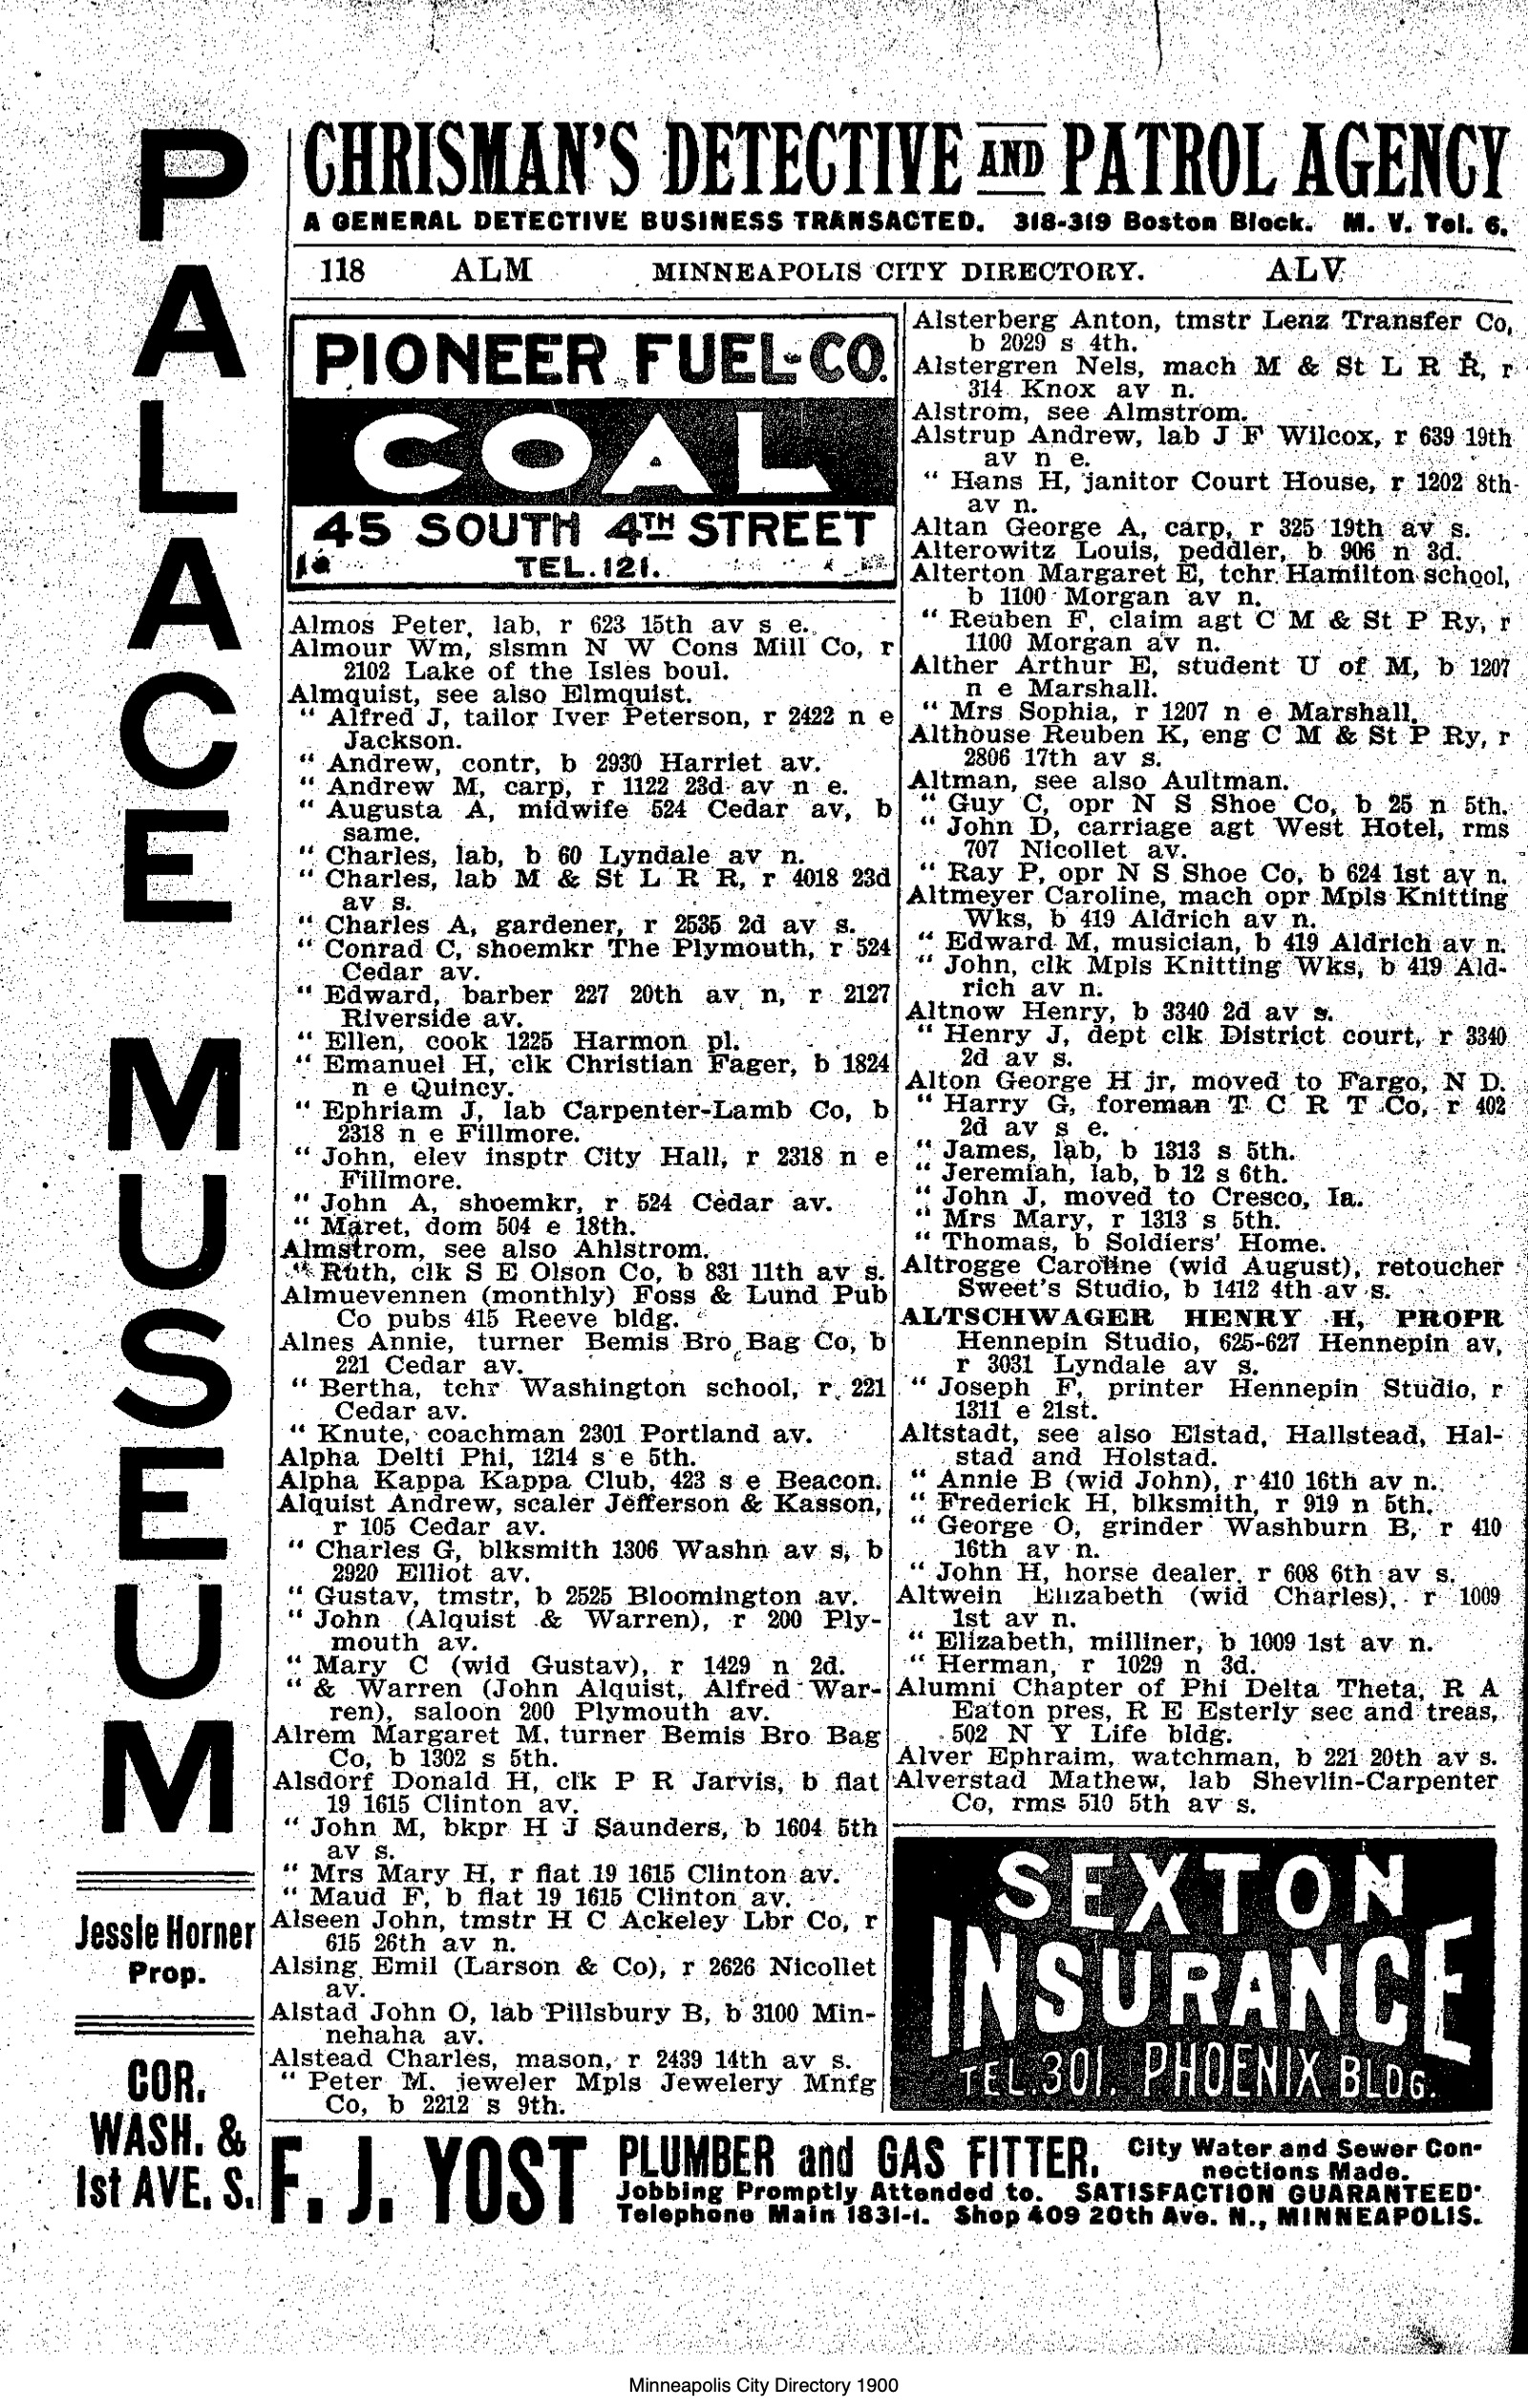 CHRISMAN'S DETECTIVE AND PATROL AGENCY
A GENERAL DETECTIVE BUSINESS TRANSACTED. 318-319 Boston Block. M. V. Tel. 6.
118 ALM MINNEAPOLIS CITY DIRECTORY. ALV
PALACE MUSEUM
Jessie Horner
Prop.
COR.
WASH. &
1st AVE. S.
PIONEER FUEL CO.
COAL
45 SOUTH 4TH STREET
TEL. 121.
Almos Peter, lab, r 623 15th av s e.
Almour Wm, slsmn N W Cons Mill Co, r
2102 Lake of the Isles boul.
Almquist, see also Elmquist.
" Alfred J, tailor Iver Peterson, r 2422 n e
Jackson.
" Andrew, contr, b 2930 Harriet av.
" Andrew M, carp, r 1122 23d av n e.
" Augusta A, midwife 524 Cedar av, b
same.
" Charles, lab, b 60 Lyndale av n.
" Charles, lab M & St L R R, r 4018 23d
av s.
" Charles A, gardener, r 2535 2d av s.
" Conrad C, shoemkr The Plymouth, r 524
Cedar av.
" Edward, barber 227 20th av n, r 2127
Riverside av.
" Ellen, cook 1225 Harmon pl.
" Emanuel H, clk Christian Fager, b 1824
n e Quincy.
" Ephriam J, lab Carpenter-Lamb Co, b
2318 n e Fillmore.
" John, elev insptr City Hall, r 2318 n e
Fillmore.
" John A, shoemkr, r 524 Cedar av.
" Maret, dom 504 e 18th.
Almstrom, see also Ahlstrom.
" Ruth, clk S E Olson Co, b 831 11th av s.
Almuevennen (monthly) Foss & Lund Pub
Co pubs 415 Reeve bldg.
Alnes Annie, turner Bemis Bro Bag Co, b
221 Cedar av.
" Bertha, tchr Washington school, r 221
Cedar av.
" Knute, coachman 2301 Portland av.
Alpha Delti Phi, 1214 s e 5th.
Alpha Kappa Kappa Club, 423 s e Beacon.
Alquist Andrew, scaler Jefferson & Kasson,
r 105 Cedar av.
" Charles G, blksmith 1306 Washn av s, b
2920 Elliot av.
" Gustav, tmstr, b 2525 Bloomington av.
" John (Alquist & Warren), r 200 Ply-
mouth av.
" Mary C (wid Gustav), r 1429 n 2d.
" & Warren (John Alquist, Alfred War-
ren), saloon 200 Plymouth av.
Alrem Margaret M, turner Bemis Bro Bag
Co, b 1302 s 5th.
Alsdorf Donald H, clk P R Jarvis, b flat
19 1615 Clinton av.
" John M, bkpr H J Saunders, b 1604 5th
av s.
" Mrs Mary H, r flat 19 1615 Clinton av.
" Maud F, b flat 19 1615 Clinton av.
Alseen John, tmstr H C Ackeley Lbr Co, r
615 26th av n.
Alsing Emil (Larson & Co), r 2626 Nicollet
av.
Alstad John O, lab Pillsbury B, b 3100 Min-
nehaha av.
Alstead Charles, mason, r 2439 14th av s.
" Peter M, jeweler Mpls Jewelery Mnfg
Co, b 2212 s 9th.
Alsterberg Anton, tmstr Lenz Transfer Co,
b 2029 s 4th.
Alstergren Nels, mach M & St L R R, r
314 Knox av n.
Alstrom, see Almstrom.
Alstrup Andrew, lab J F Wilcox, r 639 19th
av n e.
" Hans H, janitor Court House, r 1202 8th
av n.
Altan George A, carp, r 325 19th av s.
Alterowitz Louis, peddler, b 906 n 3d.
Alterton Margaret E, tchr Hamilton school,
b 1100 Morgan av n.
" Reuben F, claim agt C M & St P Ry, r
1100 Morgan av n.
Alther Arthur E, student U of M, b 1207
n e Marshall.
" Mrs Sophia, r 1207 n e Marshall.
Althouse Reuben K, eng C M & St P Ry, r
2806 17th av s.
Altman, see also Aultman.
" Guy C, opr N S Shoe Co, b 25 n 5th.
" John D, carriage agt West Hotel, rms
707 Nicollet av.
" Ray P, opr N S Shoe Co, b 624 1st av n.
Altmeyer Caroline, mach opr Mpls Knitting
Wks, b 419 Aldrich av n.
" Edward M, musician, b 419 Aldrich av n.
" John, clk Mpls Knitting Wks, b 419 Ald-
rich av n.
Altnow Henry, b 3340 2d av s.
" Henry J, dept clk District court, r 3340
2d av s.
Alton George H jr, moved to Fargo, N D.
" Harry G, foreman T C R T Co, r 402
2d av s e.
" James, lab, b 1313 s 5th.
" Jeremiah, lab, b 12 s 6th.
" John J, moved to Cresco, Ia.
" Mrs Mary, r 1313 s 5th.
" Thomas, b Soldiers' Home.
Altrogge Caroline (wid August), retoucher
Sweet's Studio, b 1412 4th av s.
ALTSCHWAGER HENRY H, PROPR
Hennepin Studio, 625-627 Hennepin av,
r 3031 Lyndale av s.
" Joseph F, printer Hennepin Studio, r
1311 e 21st.
Altstadt, see also Elstad, Hallstead, Hal-
stad and Holstad.
" Annie B (wid John), r 410 16th av n.
" Frederick H, blksmith, r 919 n 5th.
" George O, grinder Washburn B, r 410
16th av n.
" John H, horse dealer, r 608 6th av s.
Altwein Elizabeth (wid Charles), r 1009
1st av n.
" Elizabeth, milliner, b 1009 1st av n.
" Herman, r 1029 n 3d.
Alumni Chapter of Phi Delta Theta, R A
Eaton pres, R E Esterly sec and treas,
502 N Y Life bldg.
Alver Ephraim, watchman, b 221 20th av s.
Alverstad Mathew, lab Shevlin-Carpenter
Co, rms 510 5th av s.
SEXTON
INSURANCE
TEL. 301. PHOENIX BLDG.
F. J. YOST PLUMBER and GAS FITTER. City Water and Sewer Con-
nections Made.
Jobbing Promptly Attended to. SATISFACTION GUARANTEED
Telephone Main 1831-1. Shop 409 20th Ave. N., MINNEAPOLIS.
Minneapolis City Directory 1900